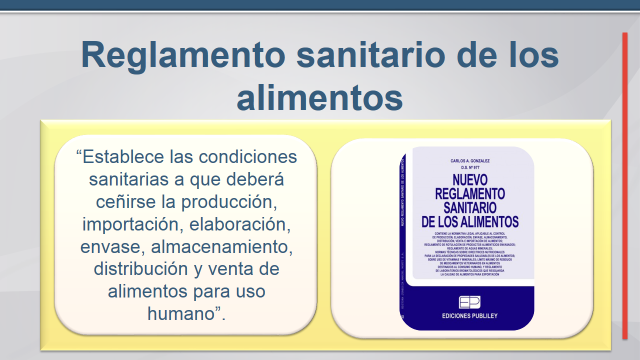 Reglamento sanitario de los
alimentos
“Establece las condiciones
sanitarias a que deberá
ceñirse la producción,
importación, elaboración,
envase, almacenamiento,
distribución y venta de
alimentos para uso
humano”.
CARLOS A. GONZALEZ
D.S. Nº 977
NUEVO
REGLAMENTO
SANITARIO
DE LOS ALIMENTOS
EDICIONES PUBLILEY